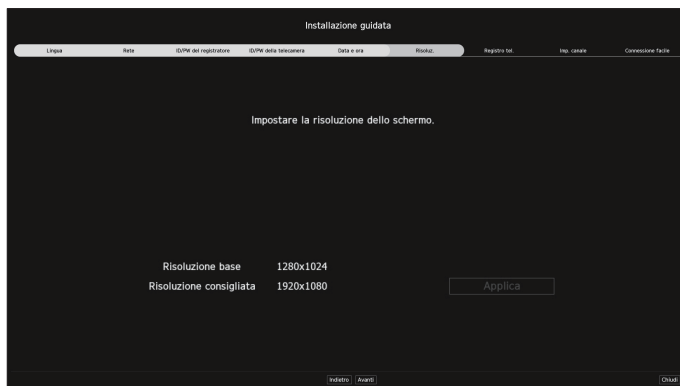 Installazione guidata
Lingua Rete ID/PW del registratore ID/PW della telecamera Data e ora Risoluz. Registro tel. Imp. canale Connessione facile
Impostare la risoluzione dello schermo.
Risoluzione base 1280x1024
Risoluzione consigliata 1920x1080 Applica
Indietro Avanti Chiudi